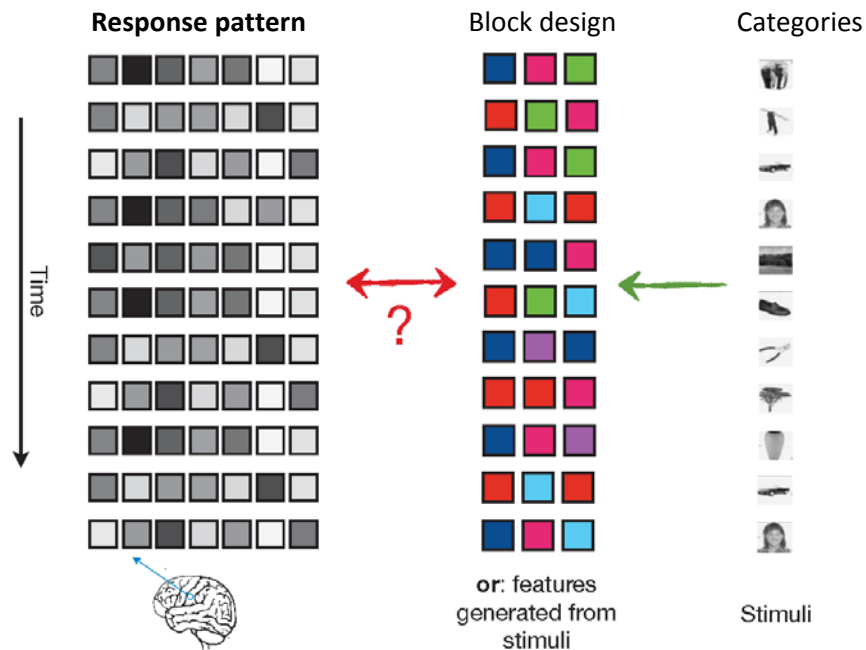 Response pattern
Block design
Categories
Time
?
or: features
generated from
stimuli
Stimuli